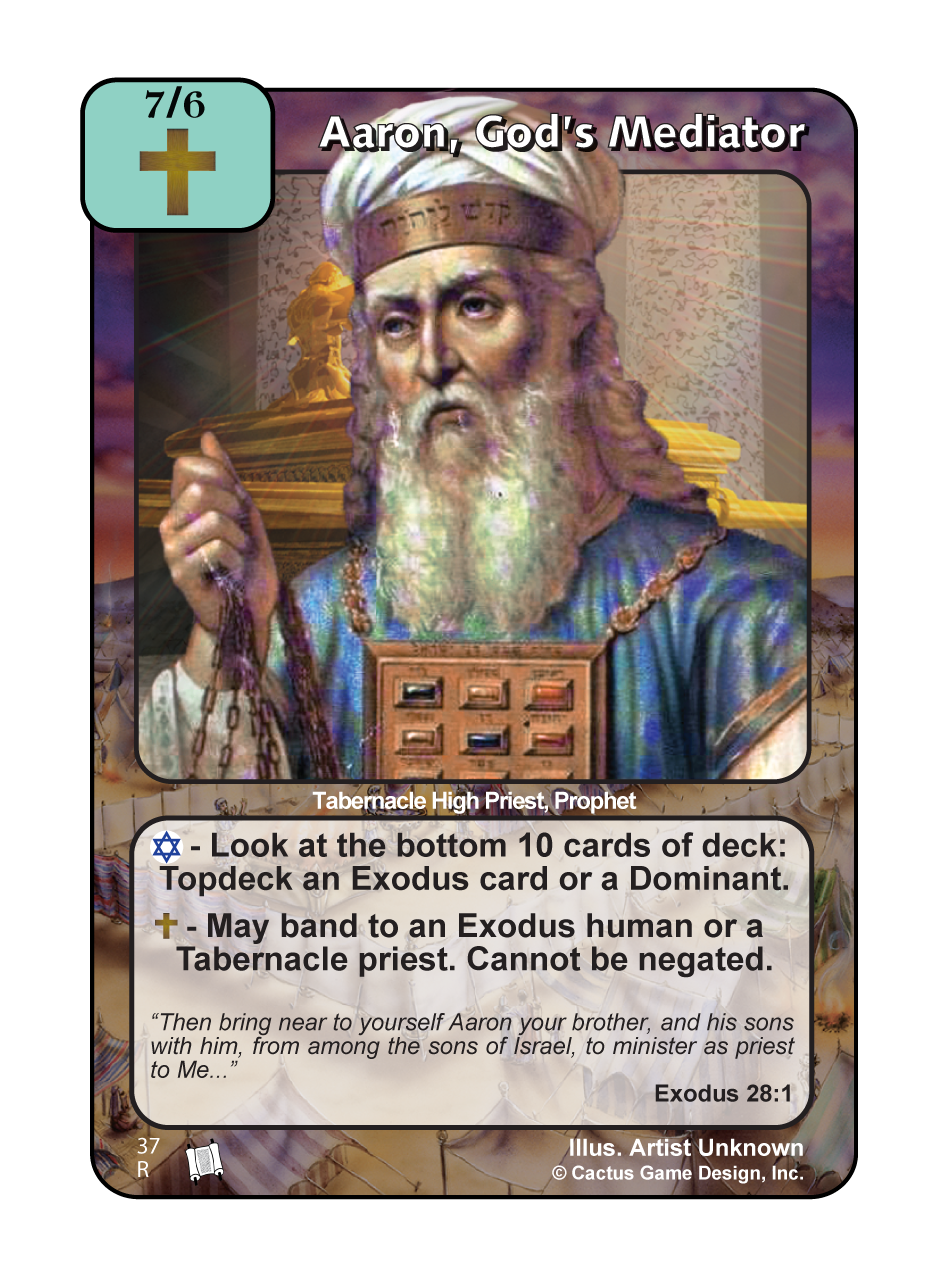 7/6
Aaron, God's Mediator
קדש ליהוה
Tabernacle High Priest, Prophet
- Look at the bottom 10 cards of deck:
Topdeck an Exodus card or a Dominant.
- May band to an Exodus human or a
Tabernacle priest. Cannot be negated.
“Then bring near to yourself Aaron your brother, and his sons
with him, from among the sons of Israel, to minister as priest
to Me...”
Exodus 28:1
37
R
Illus. Artist Unknown
© Cactus Game Design, Inc.